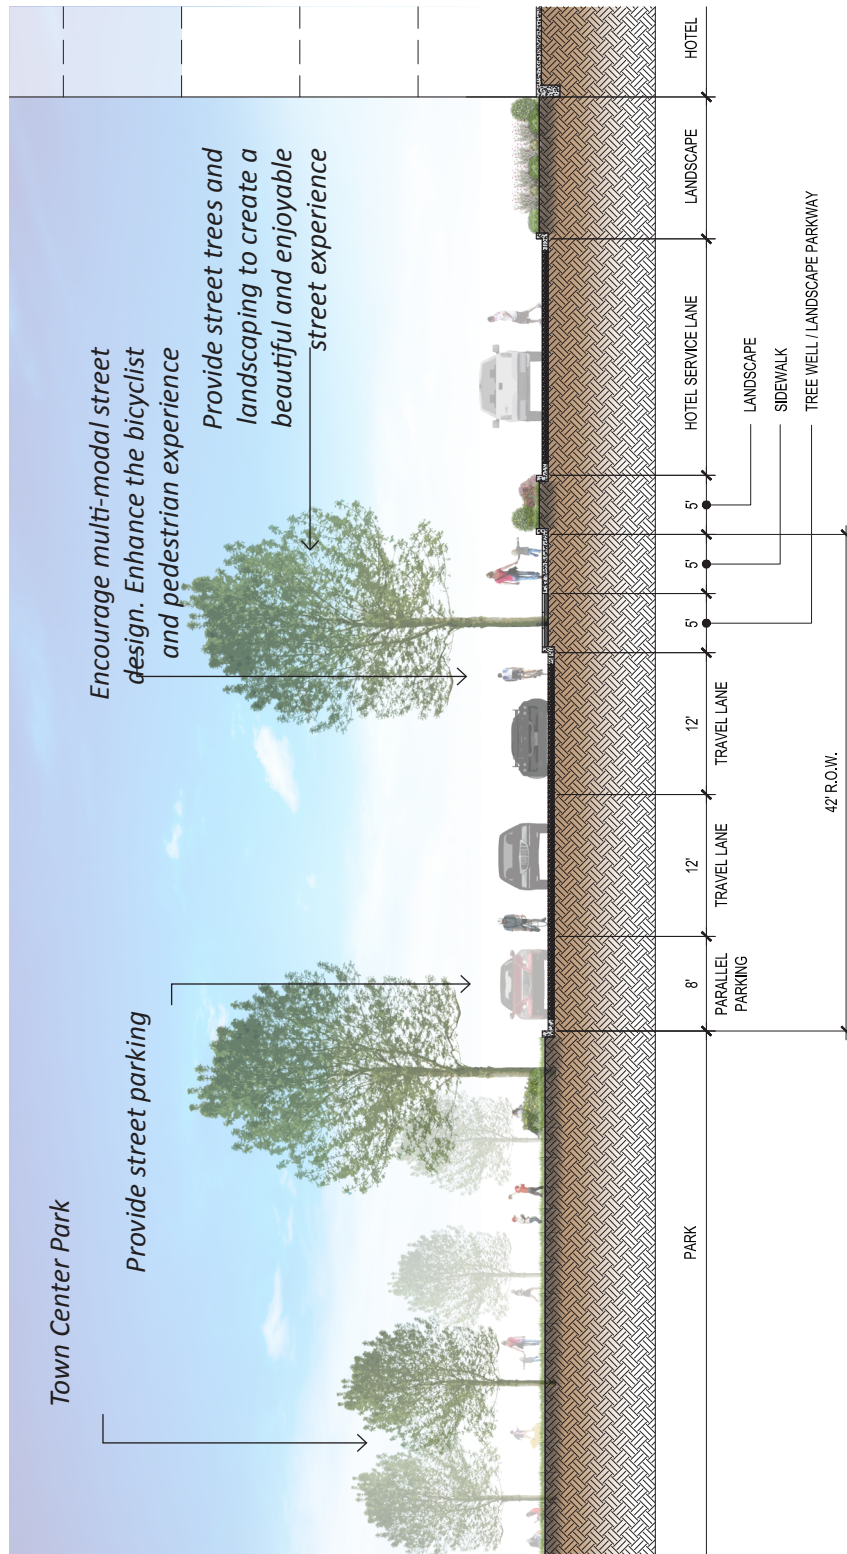 Town Center Park
Provide street parking
Encourage multi-modal street
design. Enhance the bicyclist
and pedestrian experience
Provide street trees and
landscaping to create a
beautiful and enjoyable
street experience
PARK
8'
PARALLEL
PARKING
12'
TRAVEL LANE
12'
TRAVEL LANE
5'
5'
5'
HOTEL SERVICE LANE
LANDSCAPE
HOTEL
LANDSCAPE
SIDEWALK
TREE WELL / LANDSCAPE PARKWAY
42' R.O.W.